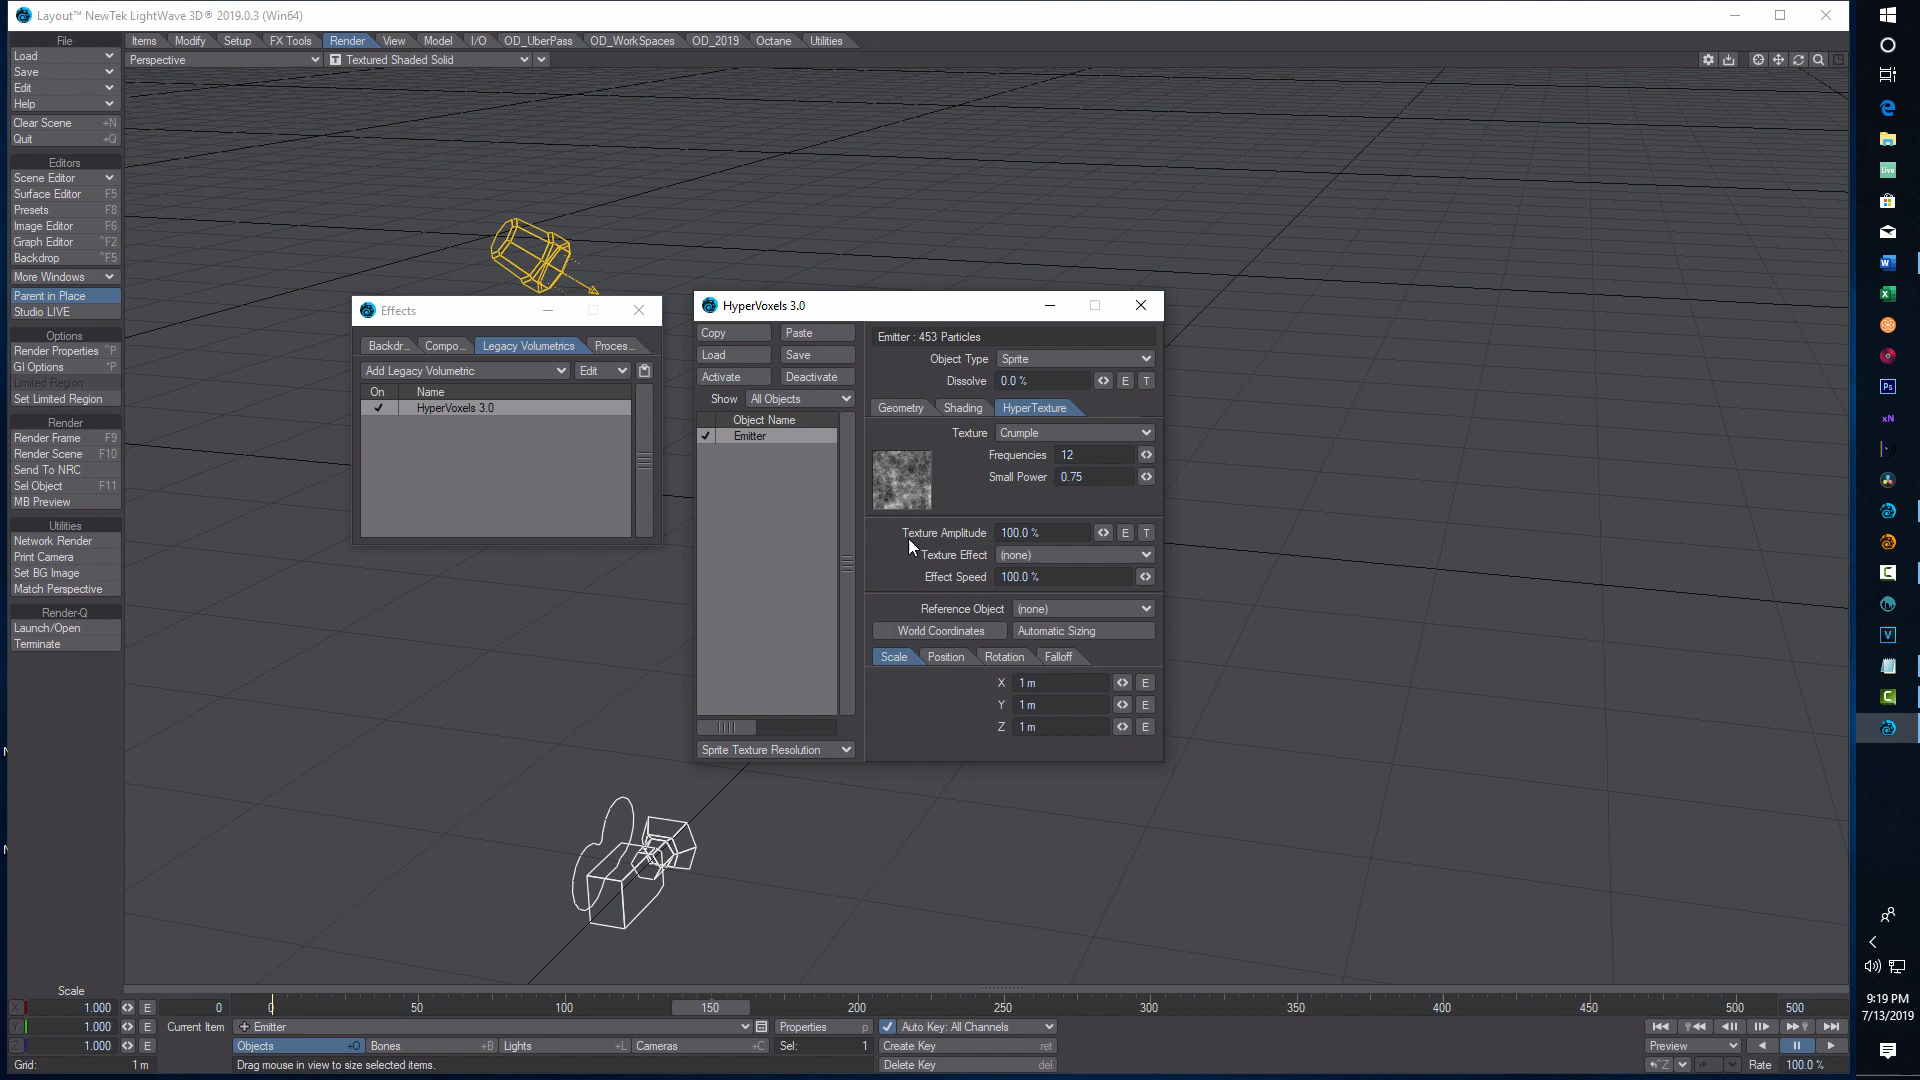 Layout™ NewTek LightWave 3D® 2019.0.3 (Win64)
File
Items Modify Setup FX Tools Render View Model I/O OD_UberPass OD_WorkSpaces OD_2019 Octane Utilities
Load
Perspective
T Textured Shaded Solid
Save
Edit
Help
Clear Scene +N
Quit +Q
Editors
Scene Editor
Surface Editor F5
Presets F8
Image Editor F6
Graph Editor ^F2
Backdrop ^F5
More Windows
Parent in Place
Studio LIVE
Options
Render Properties ^P
GI Options *P
Limited Region
Set Limited Region
Render
Render Frame F9
Render Scene F10
Send To NRC
Sel Object F11
MB Preview
Utilities
Network Render
Print Camera
Set BG Image
Match Perspective
Render-Q
Launch/Open
Terminate
Effects
Backdr... Compo... Legacy Volumetrics Proces...
Add Legacy Volumetric Edit
On Name
HyperVoxels 3.0
HyperVoxels 3.0
Copy Paste
Load Save
Activate Deactivate
Show All Objects
Object Name
Emitter
Sprite Texture Resolution
Emitter : 453 Particles
Object Type Sprite
Dissolve 0.0 % E T
Geometry Shading HyperTexture
Texture Crumple
Frequencies 12
Small Power 0.75
Texture Amplitude 100.0 % E T
Texture Effect (none)
Effect Speed 100.0 %
Reference Object (none)
World Coordinates Automatic Sizing
Scale Position Rotation Falloff
X 1 m E
Y 1 m E
Z 1 m E
Live
Ps
xN
V
9:19 PM
7/13/2019
Scale
X 1.000 E
Y 1.000 E
Z 1.000 E
Grid: 1 m
0 0 50 100 150 200 250 300 350 400 450 500 500
Current Item Emitter Properties p Auto Key: All Channels
Objects +O Bones +B Lights +L Cameras +C Sel: 1 Create Key ret
Drag mouse in view to size selected items.
Delete Key del
Preview
^Z Rate 100.0 %